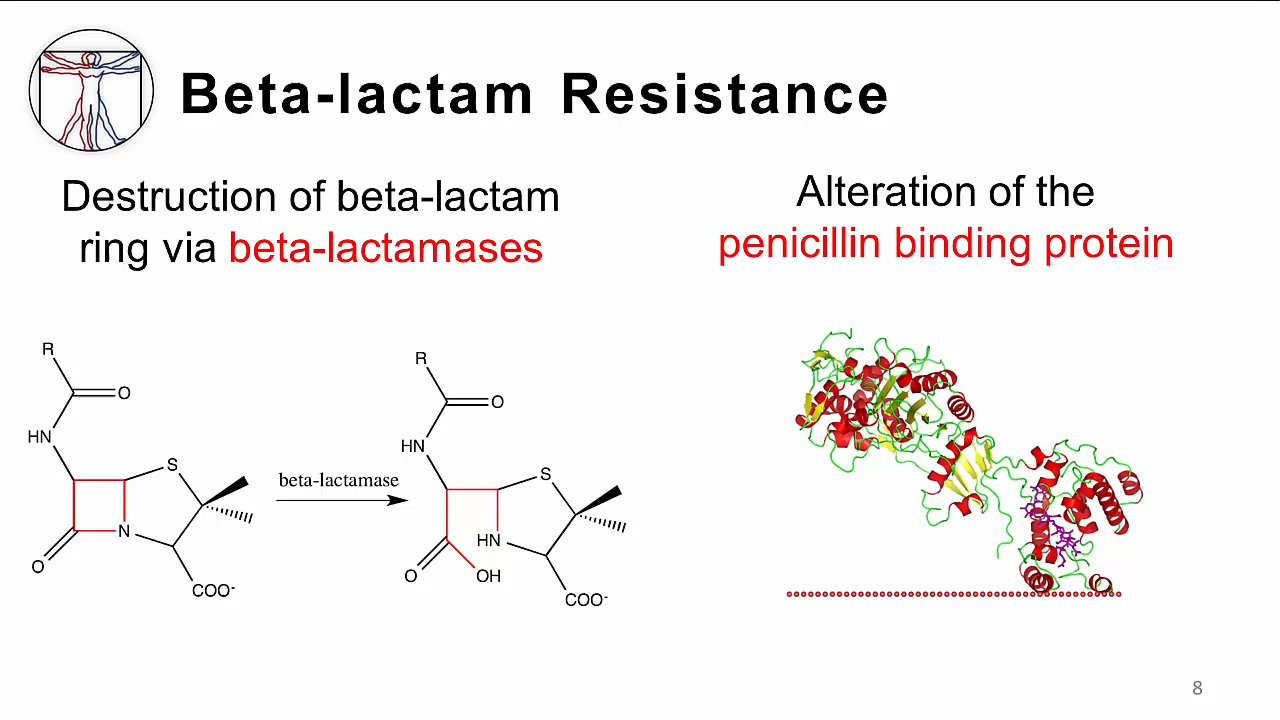 Beta-lactam Resistance
Destruction of beta-lactam
ring via beta-lactamases
Alteration of the
penicillin binding protein
R
O
HN
S
N
O
COO-
beta-lactamase
R
O
HN
S
HN
O
OH
COO-
8